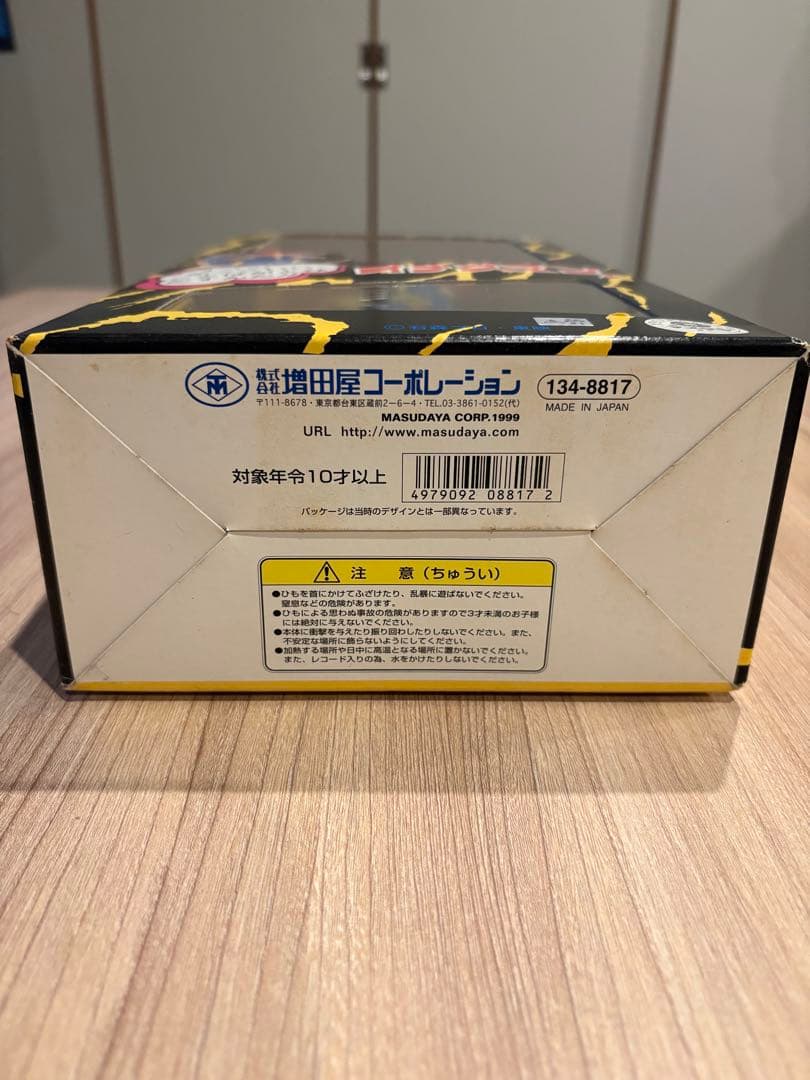 株式会社 増田屋コーポレーション
134-8817
〒111-8678・東京都台東区蔵前2−6−4・TEL.03-3861-0152(代)
MADE IN JAPAN
MASUDAYA CORP.1999
URL http://www.masudaya.com
対象年令10才以上
4979092 08817 2
パッケージは当時のデザインとは一部異なっています。
注 意（ちゅうい）
●ひもを首にかけてふざけたり、乱暴に遊ばないでください。
窒息などの危険があります。
●ひもによる思わぬ事故の危険がありますので3才未満のお子様
には絶対に与えないでください。
●本体に衝撃を与えたり振り回わしたりしないでください。また、
不安定な場所に飾らないようにしてください。
●加熱する場所や日中に高温となる場所に置かないでください。
また、レコード入りの為、水をかけたりしないでください。